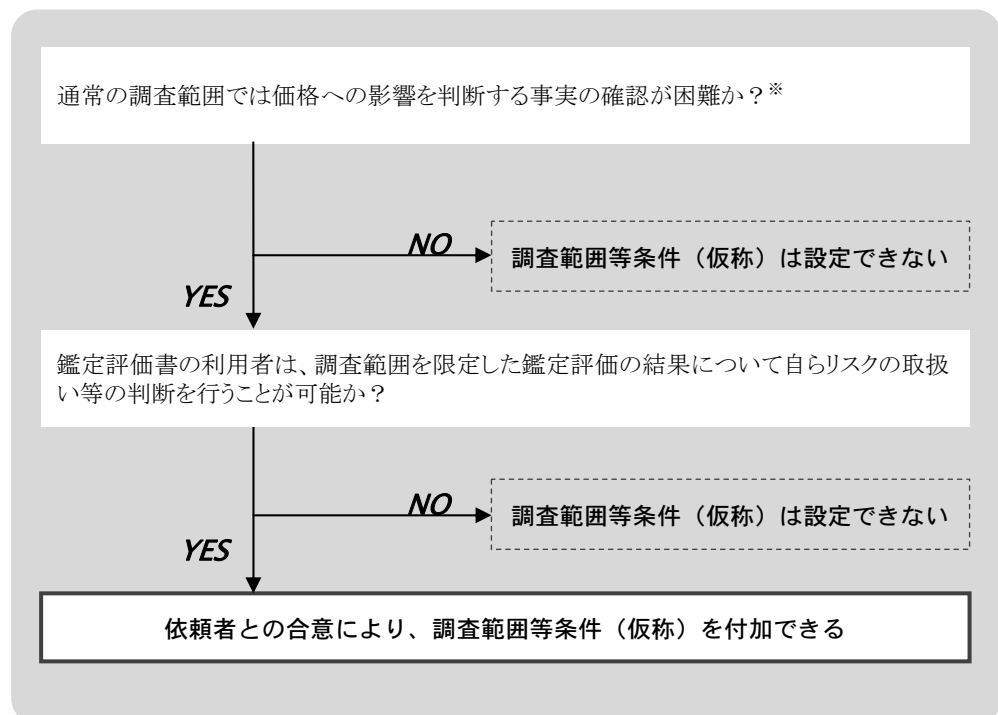 通常の調査範囲では価格への影響を判断する事実の確認が困難か？※
NO
調査範囲等条件（仮称）は設定できない
YES
鑑定評価書の利用者は、調査範囲を限定した鑑定評価の結果について自らリスクの取扱
い等の判断を行うことが可能か？
NO
調査範囲等条件（仮称）は設定できない
YES
依頼者との合意により、調査範囲等条件（仮称）を付加できる